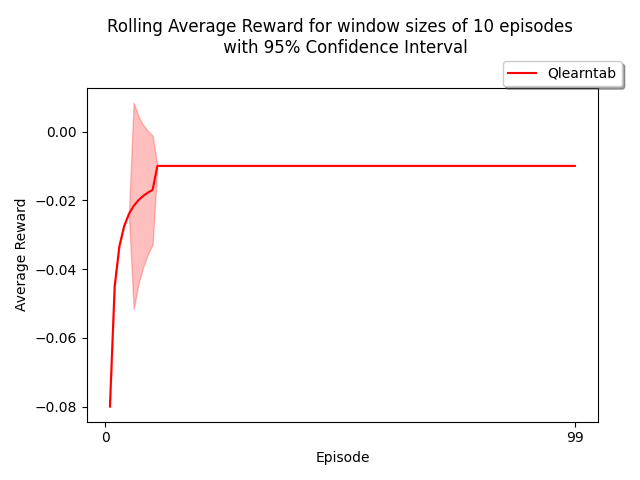 Rolling Average Reward for window sizes of 10 episodes
with 95% Confidence Interval
Qlearntab
0.00
−0.02
−0.04
−0.06
−0.08
Average Reward
0 99
Episode